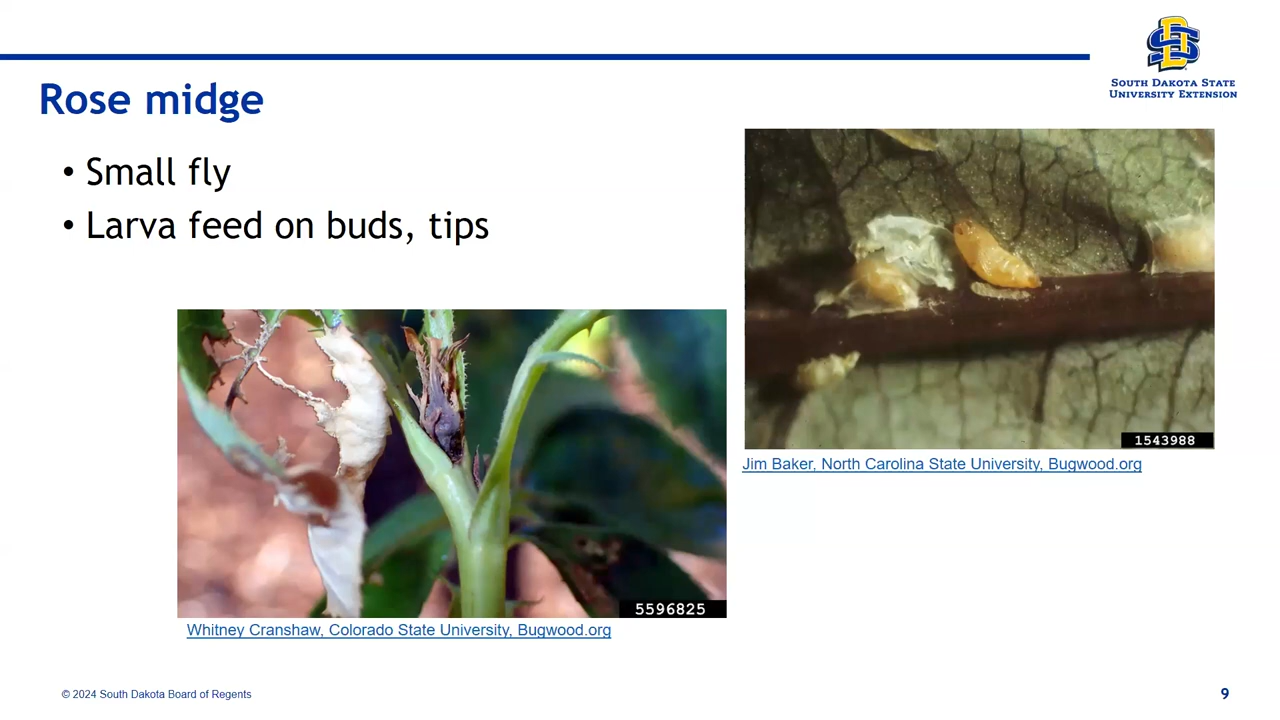 SOUTH DAKOTA STATE
UNIVERSITY EXTENSION
Rose midge
• Small fly
• Larva feed on buds, tips
1543988
Jim Baker, North Carolina State University, Bugwood.org
5596825
Whitney Cranshaw, Colorado State University, Bugwood.org
© 2024 South Dakota Board of Regents
9